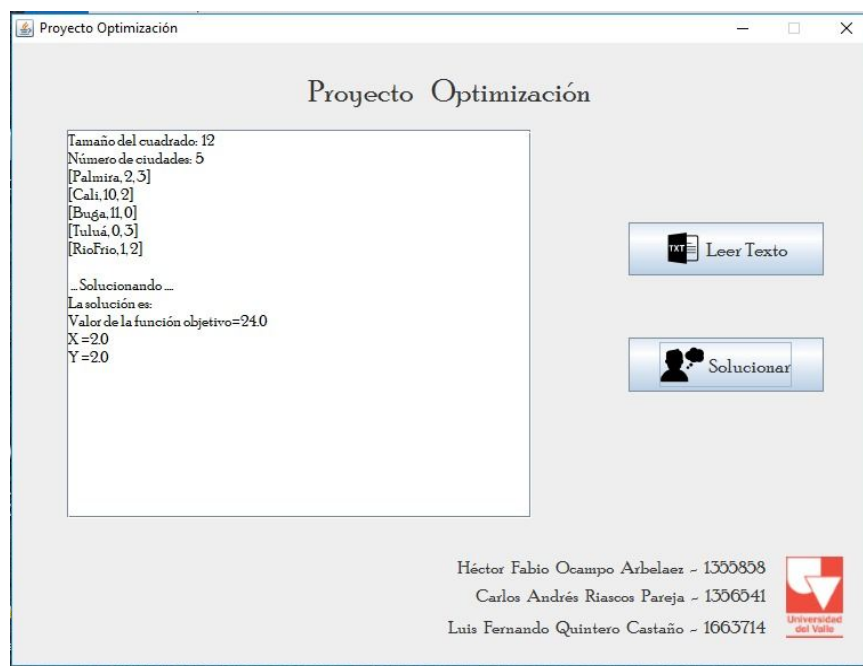 Proyecto Optimización
Proyecto Optimización
Tamaño del cuadrado: 12
Número de ciudades: 5
[Palmira, 2, 3]
[Cali, 10, 2]
[Buga, 11, 0]
[Tuluá, 0, 3]
[RioFrio, 1, 2]
... Solucionando ....
La solución es:
Valor de la función objetivo=24.0
X =2.0
Y =2.0
TXT Leer Texto
Solucionar
Héctor Fabio Ocampo Arbelaez - 1355858
Carlos Andrés Riascos Pareja - 1356541
Luis Fernando Quintero Castaño - 1663714
Universidad
del Valle